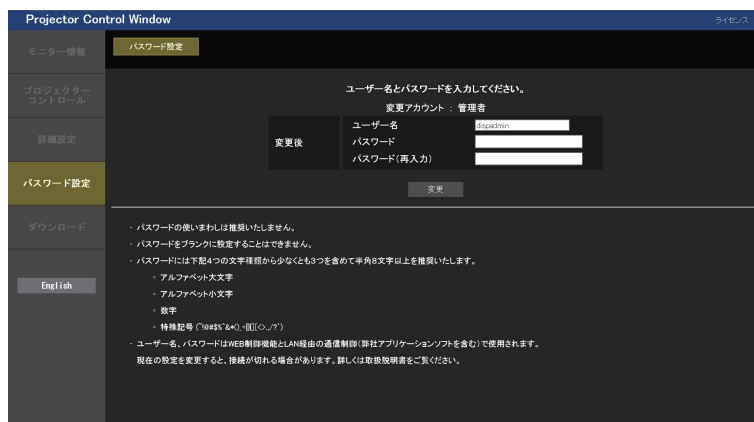 Projector Control Window
ライセンス
モニター情報
パスワード設定
プロジェクター
コントロール
ユーザー名とパスワードを入力してください。
変更アカウント : 管理者
変更後
ユーザー名
dispadmin
パスワード
パスワード(再入力)
詳細設定
パスワード設定
変更
ダウンロード
・ パスワードの使いまわしは推奨いたしません。
・ パスワードをブランクに設定することはできません。
・ パスワードには下記4つの文字種類から少なくとも3つを含めて半角8文字以上を推奨いたします。
◦ アルファベット大文字
English
◦ アルファベット小文字
◦ 数字
◦ 特殊記号
・ ユーザー名、パスワードはWEB制御機能とLAN経由の通信制御(弊社アプリケーションソフトを含む)で使用されます。
現在の設定を変更すると、接続が切れる場合があります。詳しくは取扱説明書をご覧ください。